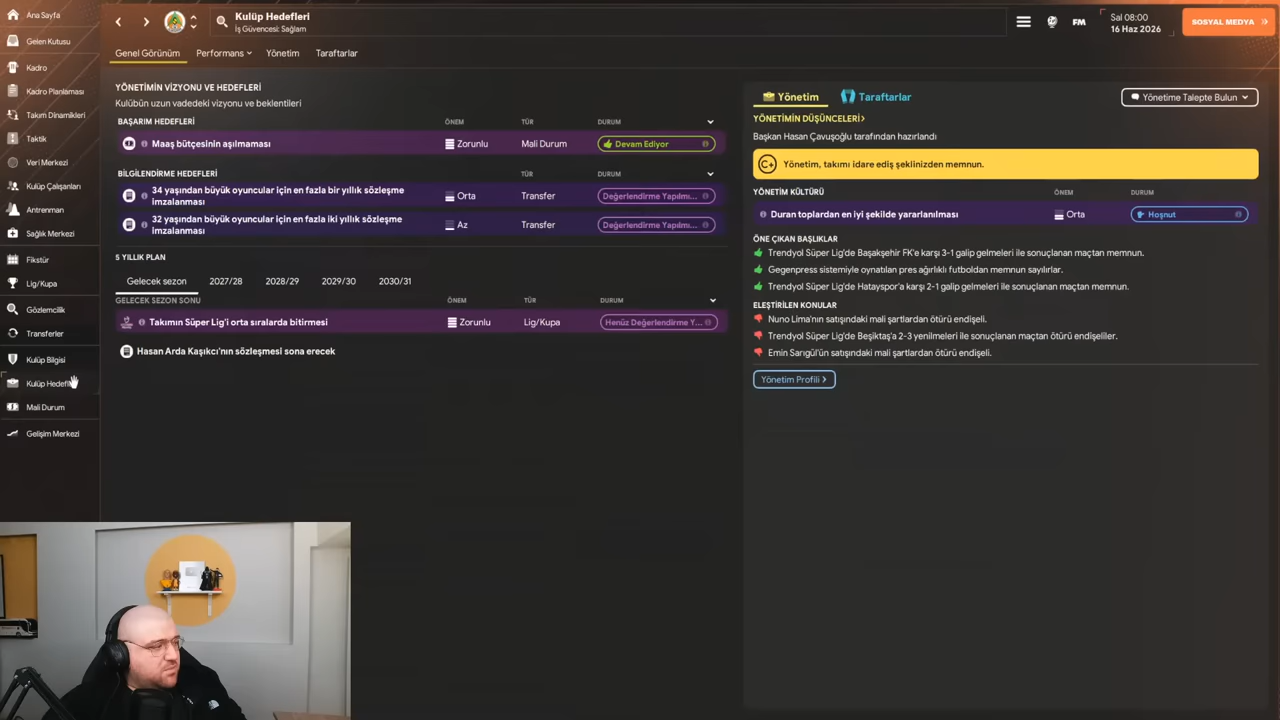 Ana Sayfa
Gelen Kutusu
Kadro
Kadro Planlaması
Takım Dinamikleri
Taktik
Veri Merkezi
Kulüp Çalışanları
Antrenman
Sağlık Merkezi
Fikstür
Lig/Kupa
Gözlemcilik
Transferler
Kulüp Bilgisi
Kulüp Hedefl
Mali Durum
Gelişim Merkezi
Kulüp Hedefleri
İş Güvencesi: Sağlam
FM
Sal 08:00
16 Haz 2026
SOSYAL MEDYA
Genel Görünüm
Performans
Yönetim
Taraftarlar
YÖNETİMİN VİZYONU VE HEDEFLERİ
Kulübün uzun vadedeki vizyonu ve beklentileri
BAŞARIM HEDEFLERİ ÖNEM TÜR DURUM
Maaş bütçesinin aşılmaması Zorunlu Mali Durum Devam Ediyor
BİLGİLENDİRME HEDEFLERİ TÜR DURUM
34 yaşından büyük oyuncular için en fazla bir yıllık sözleşme
imzalanması
Orta Transfer Değerlendirme Yapılmı...
32 yaşından büyük oyuncular için en fazla iki yıllık sözleşme
imzalanması
Az Transfer Değerlendirme Yapılmı...
5 YILLIK PLAN
Gelecek sezon 2027/28 2028/29 2029/30 2030/31
GELECEK SEZON SONU ÖNEM TÜR DURUM
Takımın Süper Lig'i orta sıralarda bitirmesi Zorunlu Lig/Kupa Henüz Değerlendirme Y...
Hasan Arda Kaşıkcı'nın sözleşmesi sona erecek
Yönetim
Taraftarlar
Yönetime Talepte Bulun
YÖNETİMİN DÜŞÜNCELERİ
Başkan Hasan Çavuşoğlu tarafından hazırlandı
C+ Yönetim, takımı idare ediş şeklinizden memnun.
YÖNETİM KÜLTÜRÜ ÖNEM DURUM
Duran toplardan en iyi şekilde yararlanılması Orta Hoşnut
ÖNE ÇIKAN BAŞLIKLAR
Trendyol Süper Lig'de Başakşehir FK'e karşı 3-1 galip gelmeleri ile sonuçlanan maçtan memnun.
Gegenpress sistemiyle oynatılan pres ağırlıklı futboldan memnun sayılırlar.
Trendyol Süper Lig'de Hatayspor'a karşı 2-1 galip gelmeleri ile sonuçlanan maçtan memnun.
ELEŞTİRİLEN KONULAR
Nuno Lima'nın satışındaki mali şartlardan ötürü endişeli.
Trendyol Süper Lig'de Beşiktaş'a 2-3 yenilmeleri ile sonuçlanan maçtan ötürü endişeliler.
Emin Sarıgül'ün satışındaki mali şartlardan ötürü endişeli.
Yönetim Profili